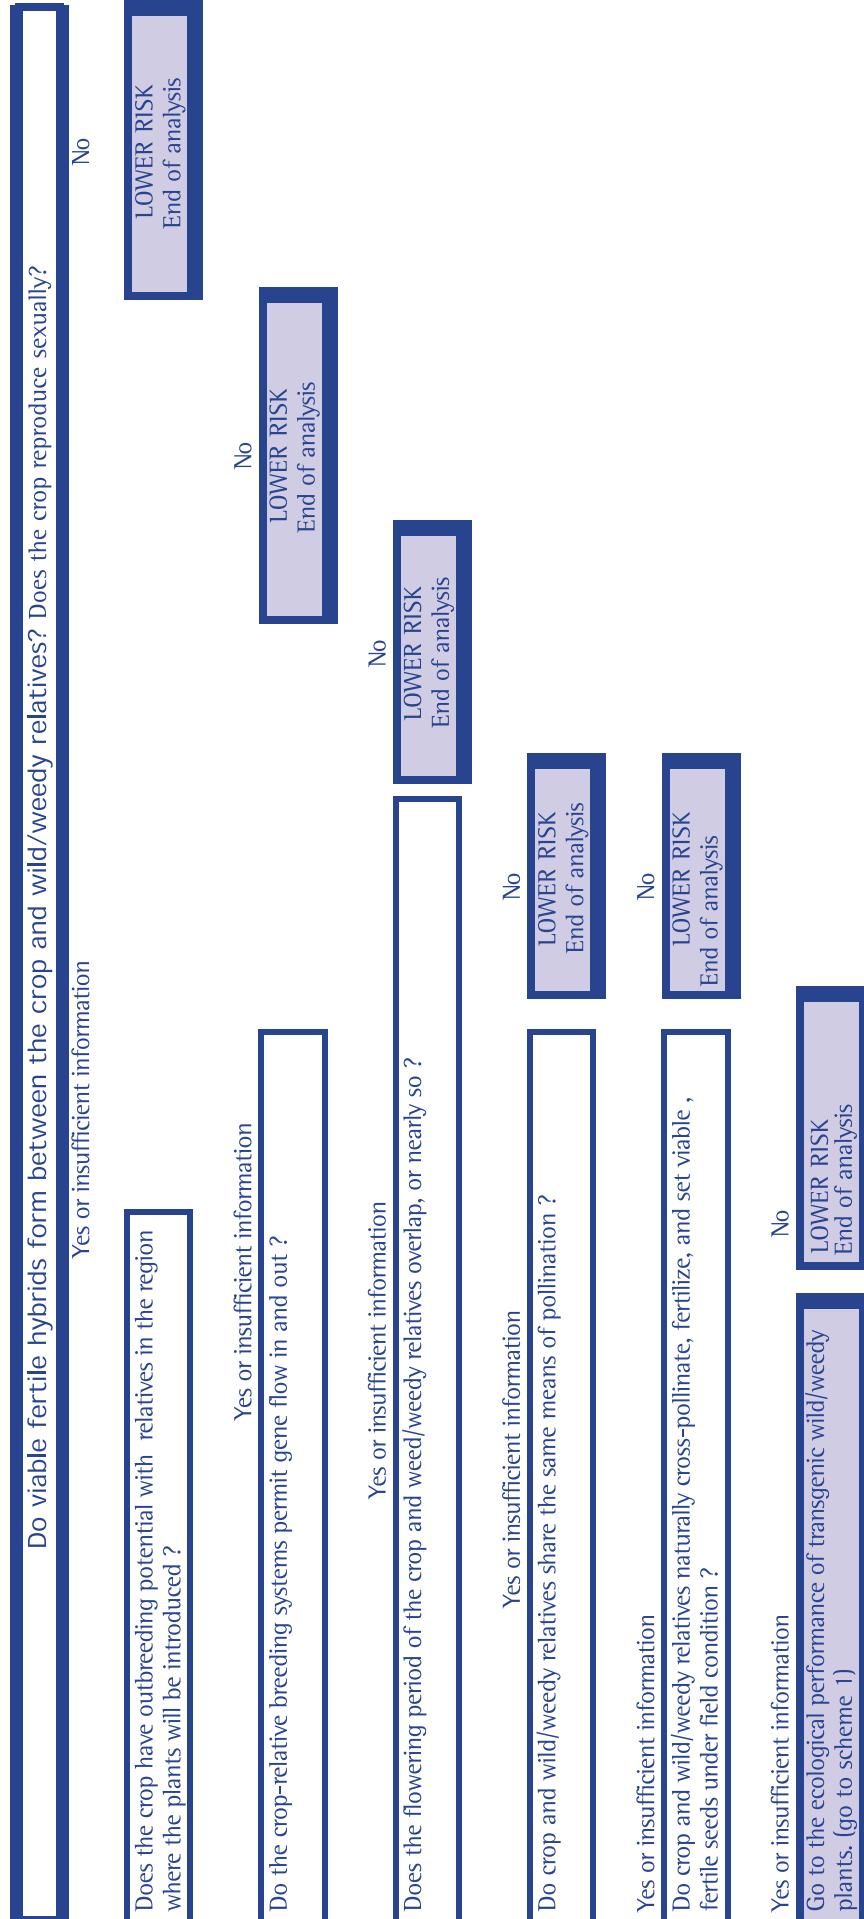 Do viable fertile hybrids form between the crop and wild/weedy relatives? Does the crop reproduce sexually?
Yes or insufficient information
No
Does the crop have outbreeding potential with relatives in the region
where the plants will be introduced ?
LOWER RISK
End of analysis
Yes or insufficient information
No
Do the crop-relative breeding systems permit gene flow in and out ?
LOWER RISK
End of analysis
Yes or insufficient information
No
Does the flowering period of the crop and weed/weedy relatives overlap, or nearly so ?
LOWER RISK
End of analysis
Yes or insufficient information
No
Do crop and wild/weedy relatives share the same means of pollination ?
LOWER RISK
End of analysis
Yes or insufficient information
No
Do crop and wild/weedy relatives naturally cross-pollinate, fertilize, and set viable ,
fertile seeds under field condition ?
LOWER RISK
End of analysis
Yes or insufficient information
No
Go to the ecological performance of transgenic wild/weedy
plants. (go to scheme 1)
LOWER RISK
End of analysis